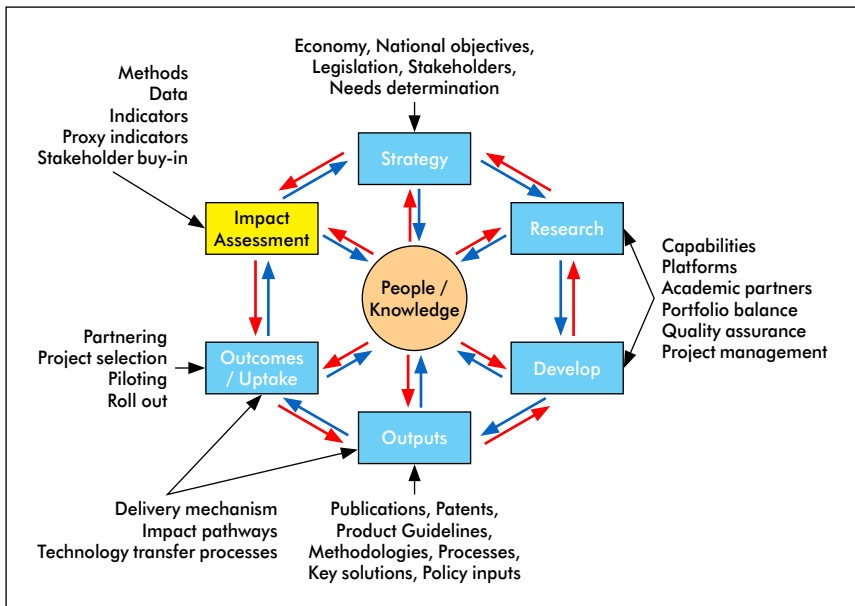 Economy, National objectives,
Legislation, Stakeholders,
Needs determination
Methods
Data
Indicators
Proxy indicators
Stakeholder buy-in
Strategy
Impact
Assessment
Research
People /
Knowledge
Capabilities
Platforms
Academic partners
Portfolio balance
Quality assurance
Project management
Partnering
Project selection
Piloting
Roll out
Outcomes
/ Uptake
Develop
Outputs
Delivery mechanism
Impact pathways
Technology transfer processes
Publications, Patents,
Product Guidelines,
Methodologies, Processes,
Key solutions, Policy inputs